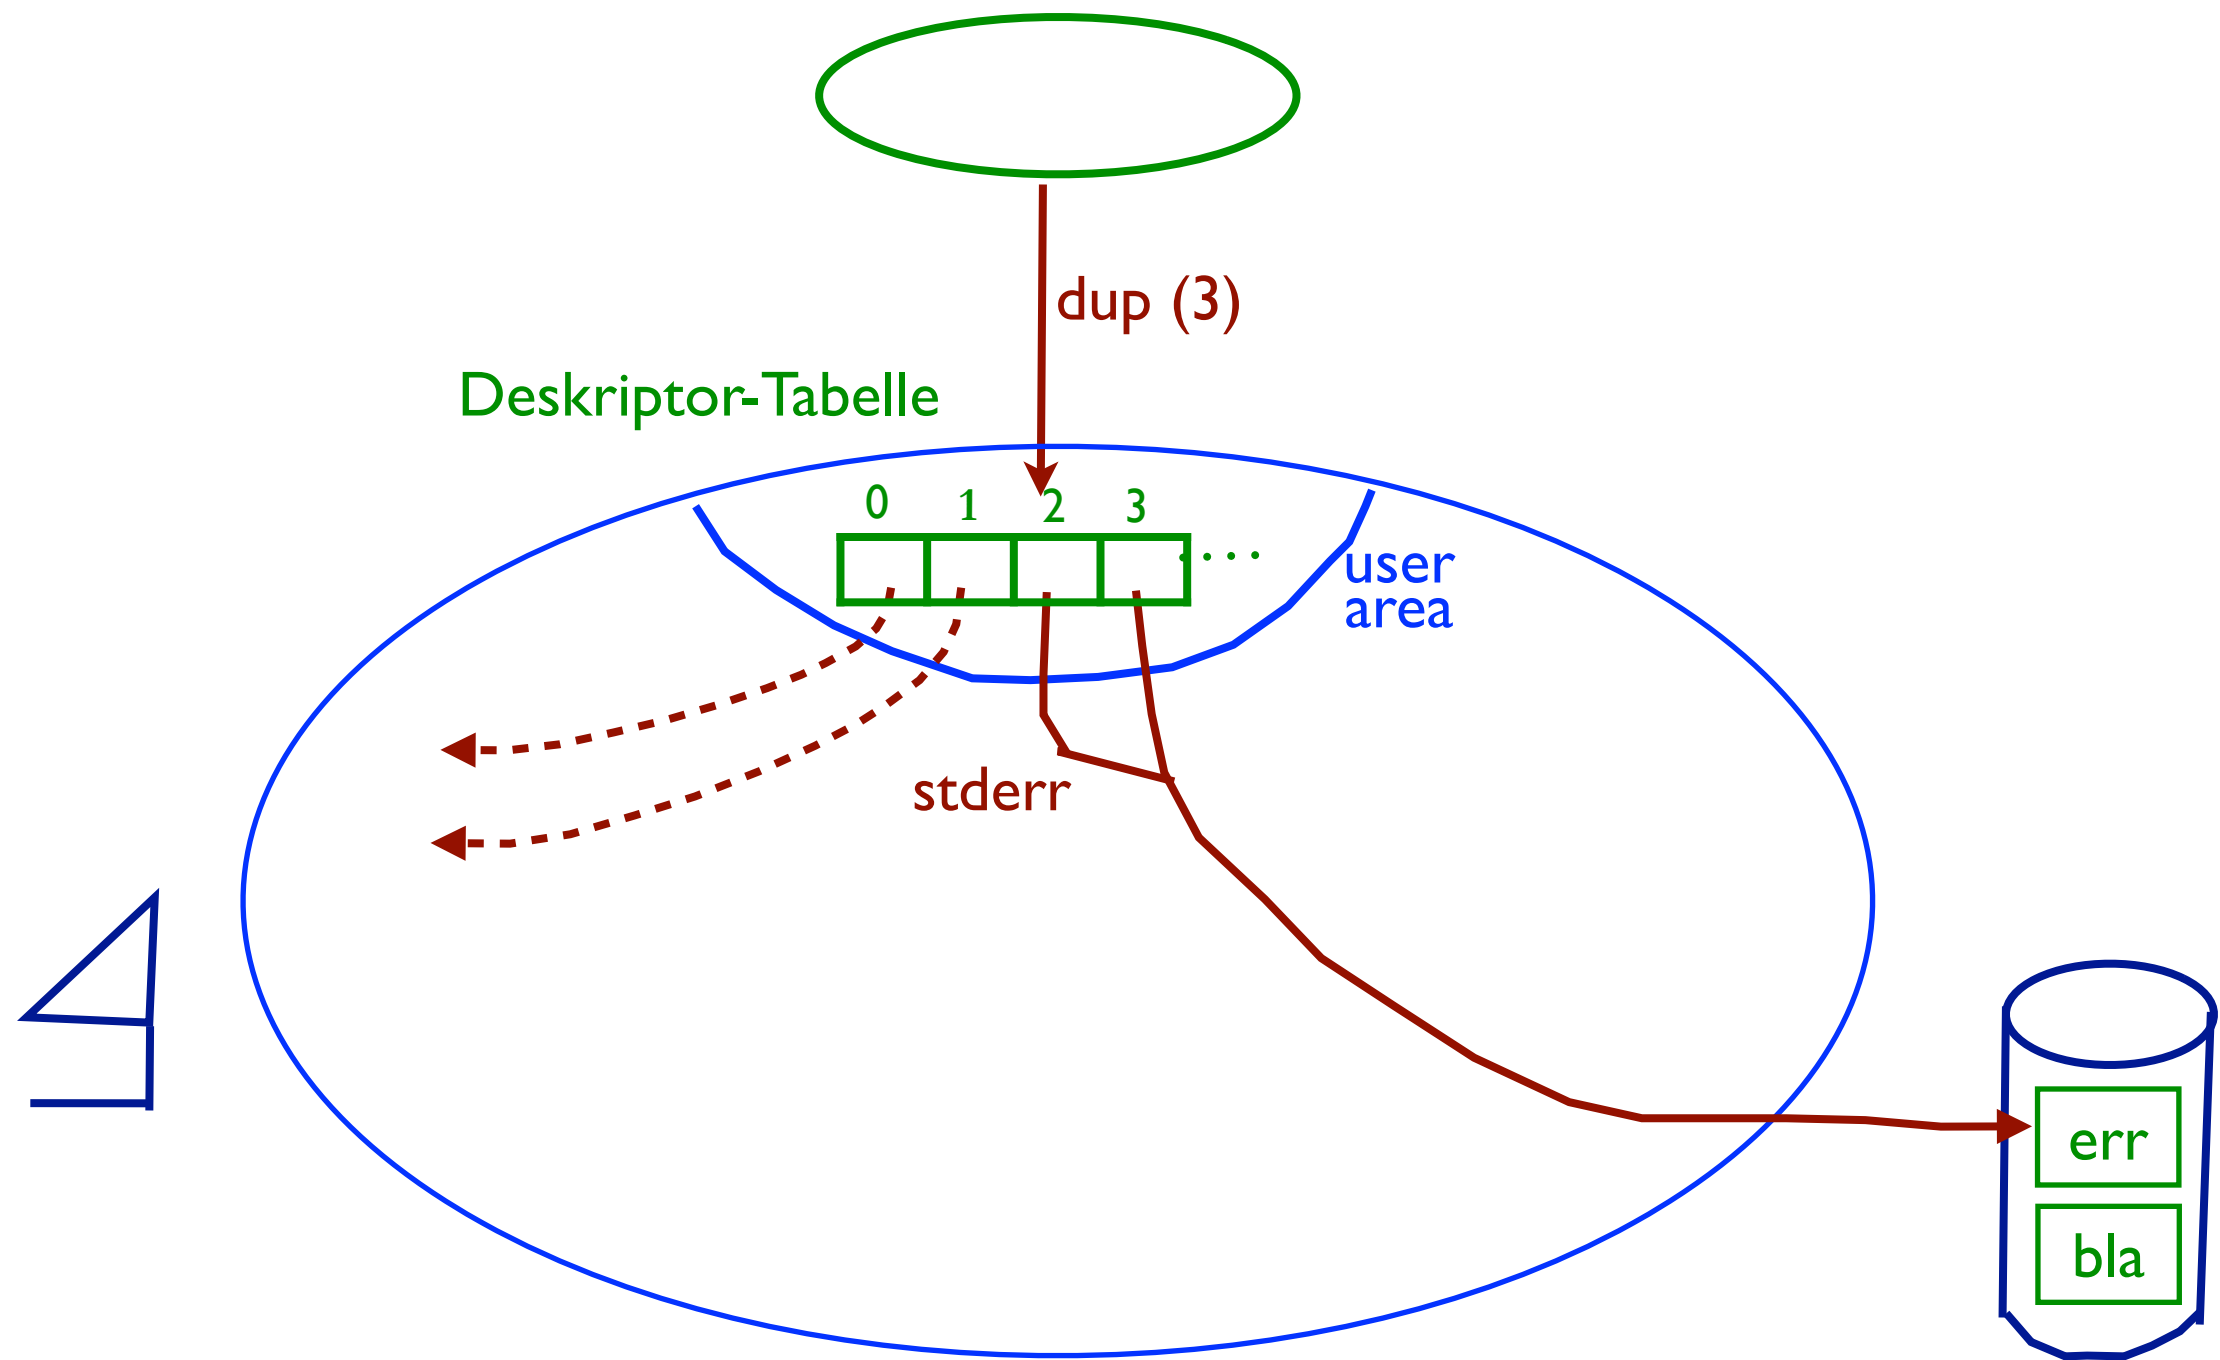 dup (3)
Deskriptor-Tabelle
0 1 2 3
user
area
stderr
err
bla